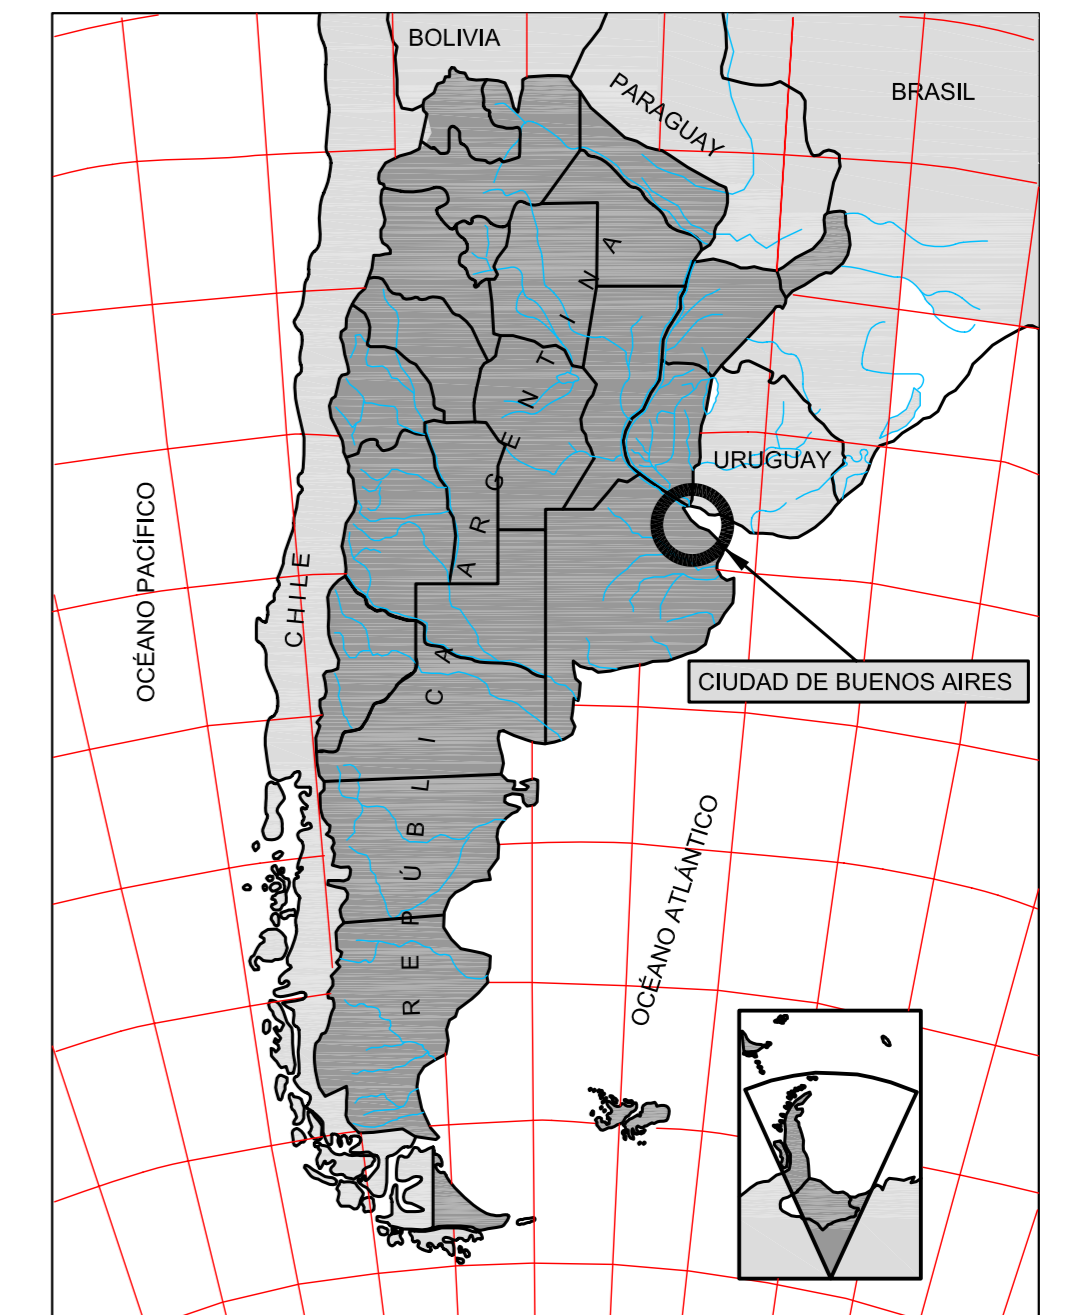 BOLIVIA
PARAGUAY
BRASIL
URUGUAY
OCÉANO PACÍFICO
CHILE
REPÚBLICA ARGENTINA
CIUDAD DE BUENOS AIRES
OCÉANO ATLÁNTICO